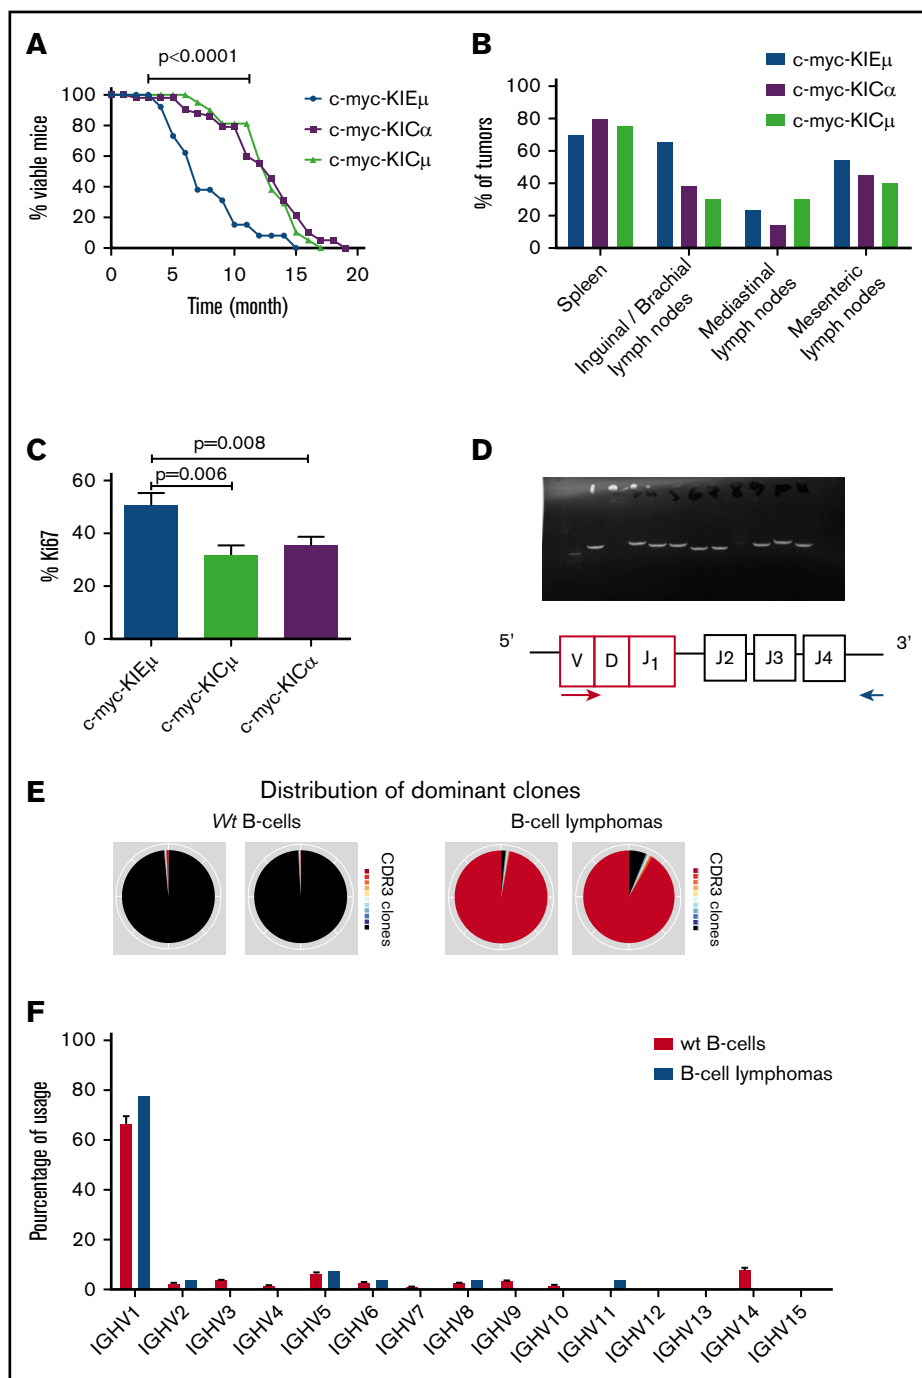 A
p<0.0001
100
80
60
40
20
0
% viable mice
0 5 10 15 20
Time (month)
c-myc-KIEμ
c-myc-KICα
c-myc-KICμ
B
c-myc-KIEμ
c-myc-KICα
c-myc-KICμ
100
80
60
40
20
0
% of tumors
Spleen
Inguinal / Brachial
lymph nodes
Mediastinal
lymph nodes
Mesenteric
lymph nodes
C
p=0.008
p=0.006
60
40
20
0
% Ki67
c-myc-KIEμ
c-myc-KICμ
c-myc-KICα
D
5' V D J1 J2 J3 J4 3'
E
Distribution of dominant clones
Wt B-cells
B-cell lymphomas
CDR3 clones
CDR3 clones
F
100
80
60
40
20
0
Pourcentage of usage
wt B-cells
B-cell lymphomas
IGHV1
IGHV2
IGHV3
IGHV4
IGHV5
IGHV6
IGHV7
IGHV8
IGHV9
IGHV10
IGHV11
IGHV12
IGHV13
IGHV14
IGHV15